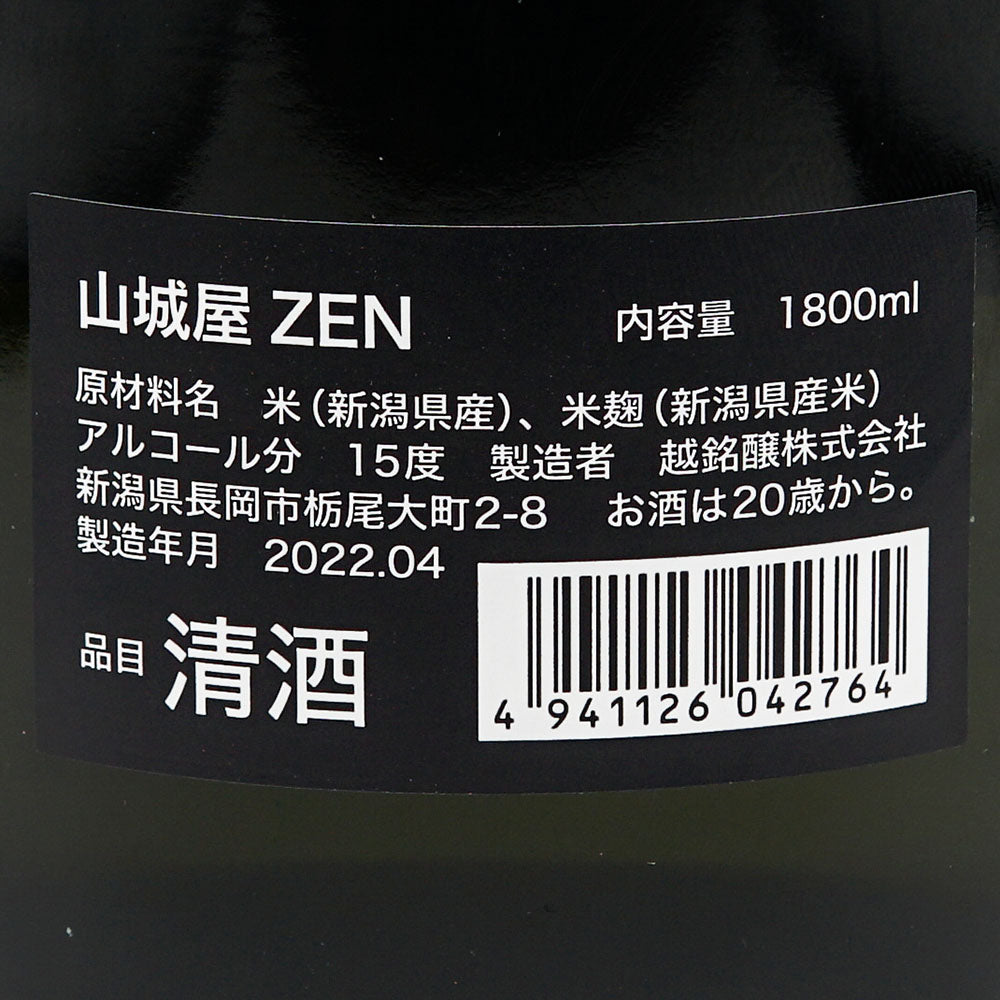 山城屋 ZEN 内容量 1800ml
原材料名 米（新潟県産）、米麹（新潟県産米）
アルコール分 15度 製造者 越銘醸株式会社
新潟県長岡市栃尾大町2-8 お酒は20歳から。
製造年月 2022.04
品目 清酒
4 941126 042764